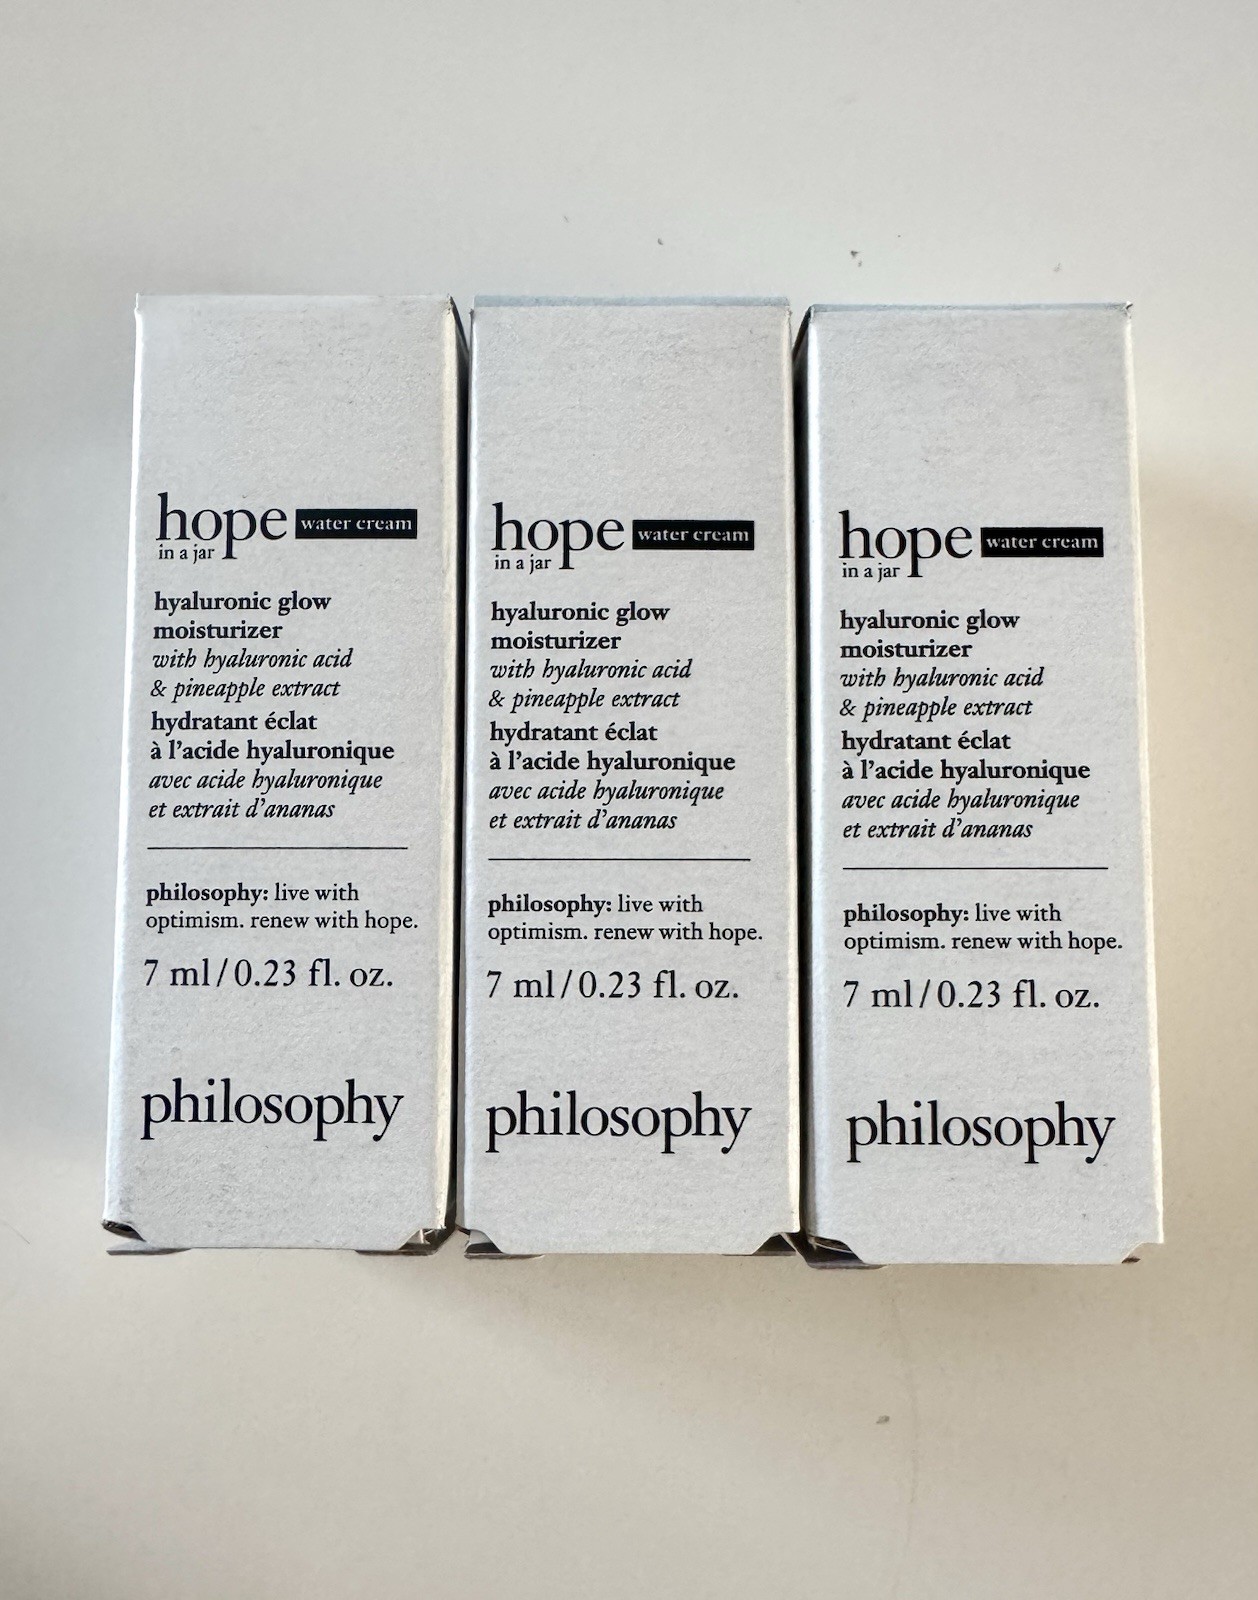 hope water cream
in a jar
hyaluronic glow
moisturizer
with hyaluronic acid
& pineapple extract
hydratant éclat
à l'acide hyaluronique
avec acide hyaluronique
et extrait d'ananas
philosophy: live with
optimism. renew with hope.
7 ml/0.23 fl. oz.
philosophy
hope water cream
in a jar
hyaluronic glow
moisturizer
with hyaluronic acid
& pineapple extract
hydratant éclat
à l'acide hyaluronique
avec acide hyaluronique
et extrait d'ananas
philosophy: live with
optimism. renew with hope.
7 ml/0.23 fl. oz.
philosophy
hope water cream
in a jar
hyaluronic glow
moisturizer
with hyaluronic acid
& pineapple extract
hydratant éclat
à l'acide hyaluronique
avec acide hyaluronique
et extrait d'ananas
philosophy: live with
optimism. renew with hope.
7 ml/0.23 fl. oz.
philosophy